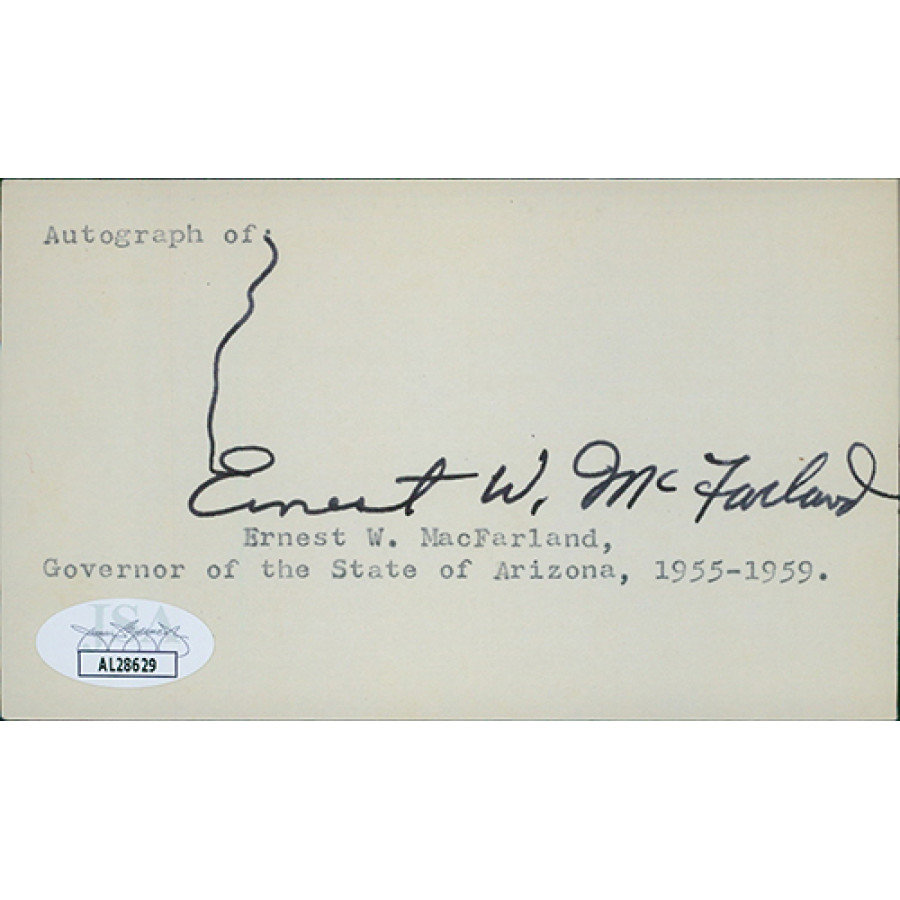 Autograph of:
Ernest W. McFarland
Ernest W. MacFarland,
Governor of the State of Arizona, 1955-1959.
JSA
AL28629